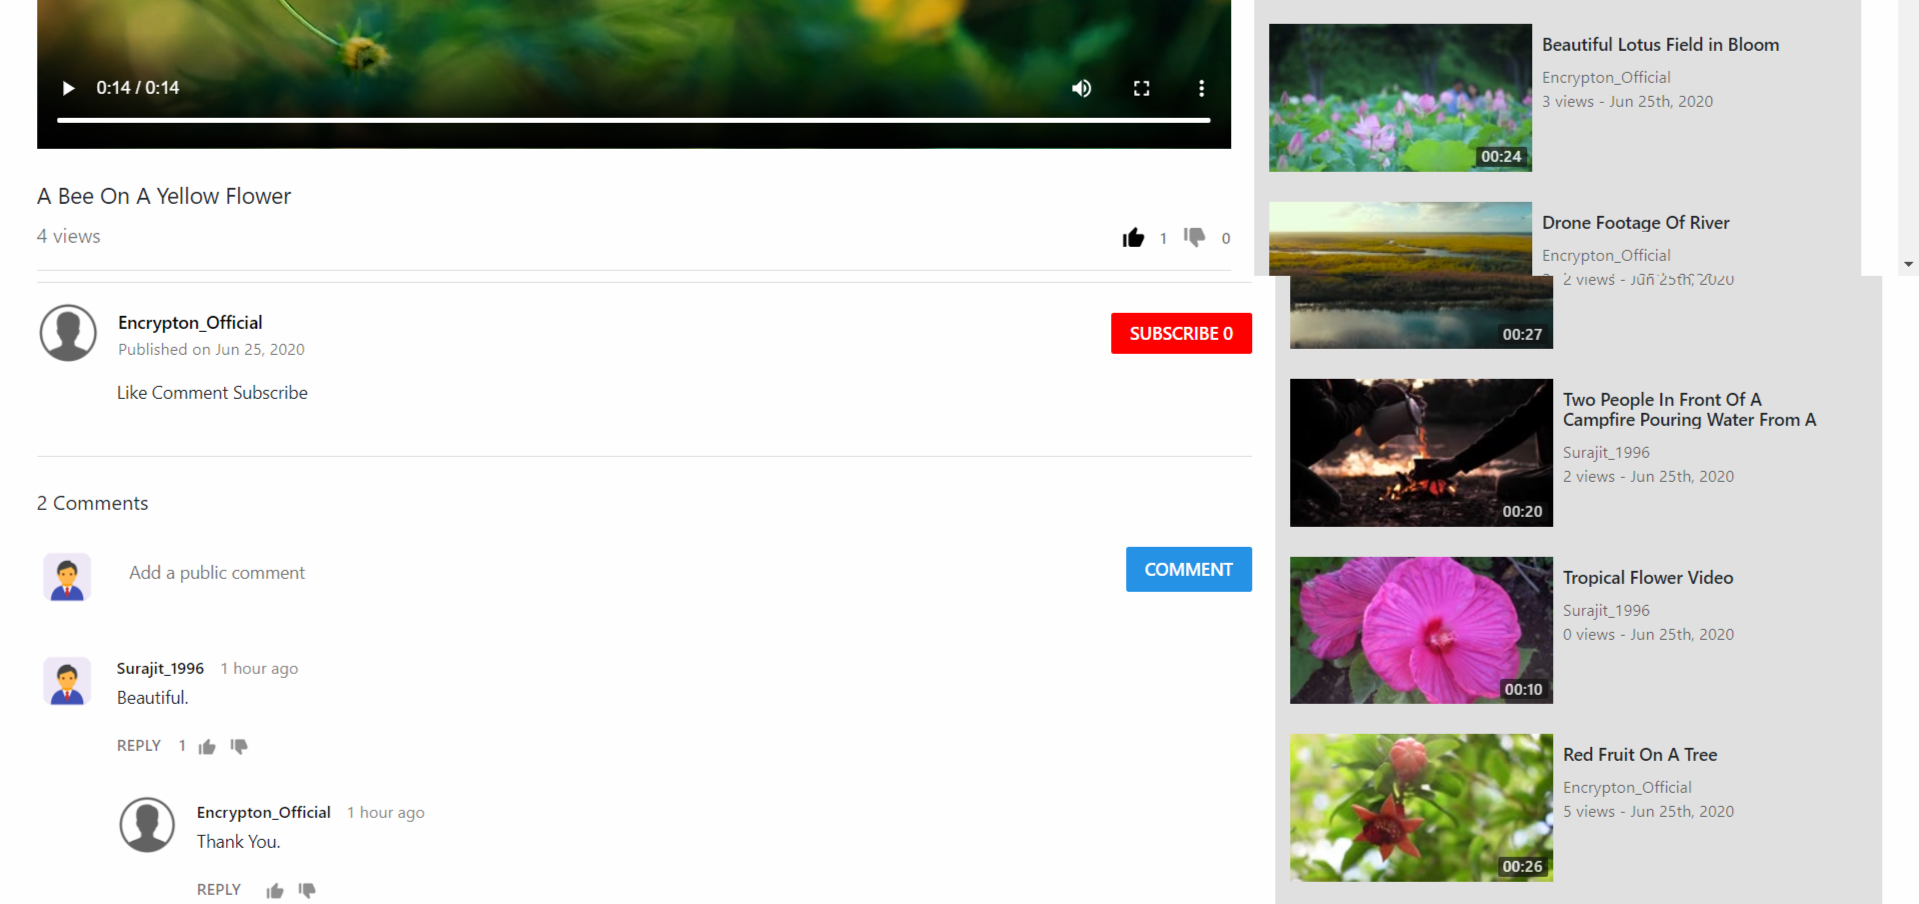 0:14 / 0:14
A Bee On A Yellow Flower
4 views
1
0
Encrypton_Official
Published on Jun 25, 2020
SUBSCRIBE 0
Like Comment Subscribe
2 Comments
Add a public comment
COMMENT
Surajit_1996 1 hour ago
Beautiful.
REPLY 1
Encrypton_Official 1 hour ago
Thank You.
REPLY
Beautiful Lotus Field in Bloom
Encrypton_Official
3 views - Jun 25th, 2020
00:24
Drone Footage Of River
Encrypton_Official
2 views - Jun 25th, 2020
00:27
Two People In Front Of A
Campfire Pouring Water From A
Surajit_1996
2 views - Jun 25th, 2020
00:20
Tropical Flower Video
Surajit_1996
0 views - Jun 25th, 2020
00:10
Red Fruit On A Tree
Encrypton_Official
5 views - Jun 25th, 2020
00:26